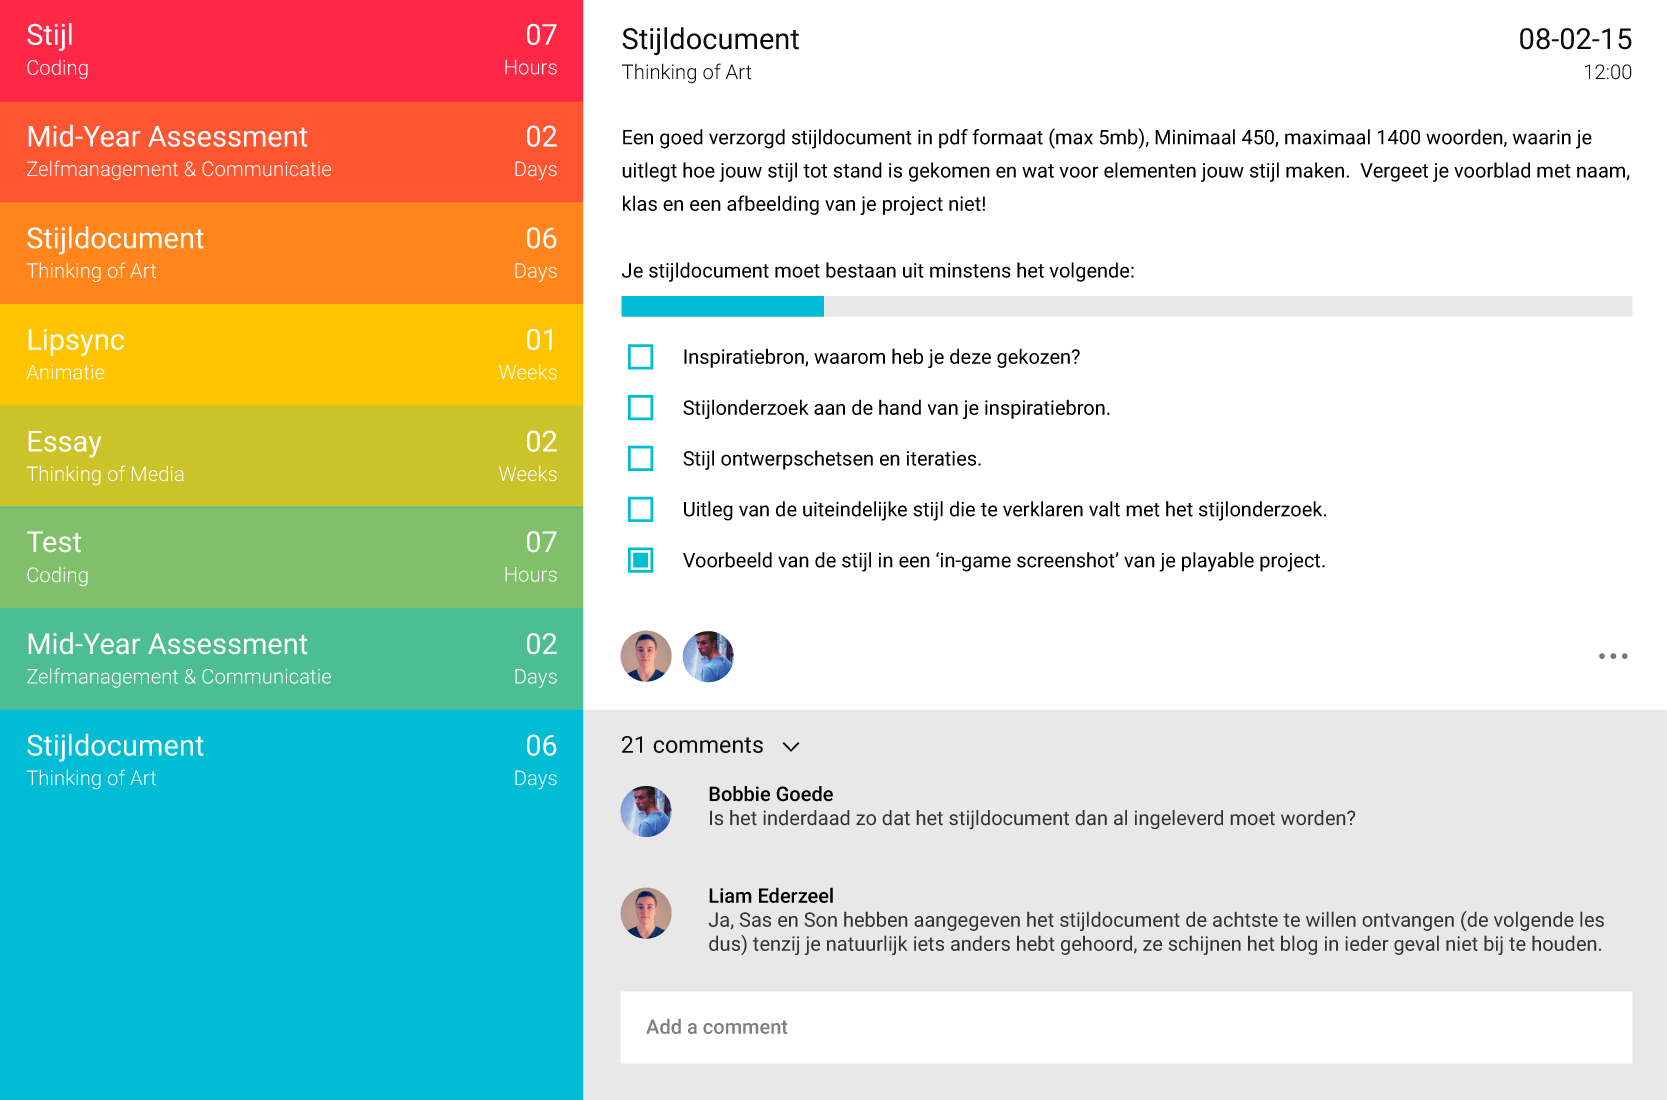 Stijl 07
Coding Hours
Mid-Year Assessment 02
Zelfmanagement & Communicatie Days
Stijldocument 06
Thinking of Art Days
Lipsync 01
Animatie Weeks
Essay 02
Thinking of Media Weeks
Test 07
Coding Hours
Mid-Year Assessment 02
Zelfmanagement & Communicatie Days
Stijldocument 06
Thinking of Art Days
Stijldocument 08-02-15
Thinking of Art 12:00
Een goed verzorgd stijldocument in pdf formaat (max 5mb), Minimaal 450, maximaal 1400 woorden, waarin je
uitlegt hoe jouw stijl tot stand is gekomen en wat voor elementen jouw stijl maken.  Vergeet je voorblad met naam,
klas en een afbeelding van je project niet!
Je stijldocument moet bestaan uit minstens het volgende:
Inspiratiebron, waarom heb je deze gekozen?
Stijlonderzoek aan de hand van je inspiratiebron.
Stijl ontwerpschetsen en iteraties.
Uitleg van de uiteindelijke stijl die te verklaren valt met het stijlonderzoek.
Voorbeeld van de stijl in een ‘in-game screenshot’ van je playable project.
21 comments
Bobbie Goede
Is het inderdaad zo dat het stijldocument dan al ingeleverd moet worden?
Liam Ederzeel
Ja, Sas en Son hebben aangegeven het stijldocument de achtste te willen ontvangen (de volgende les
dus) tenzij je natuurlijk iets anders hebt gehoord, ze schijnen het blog in ieder geval niet bij te houden.
Add a comment